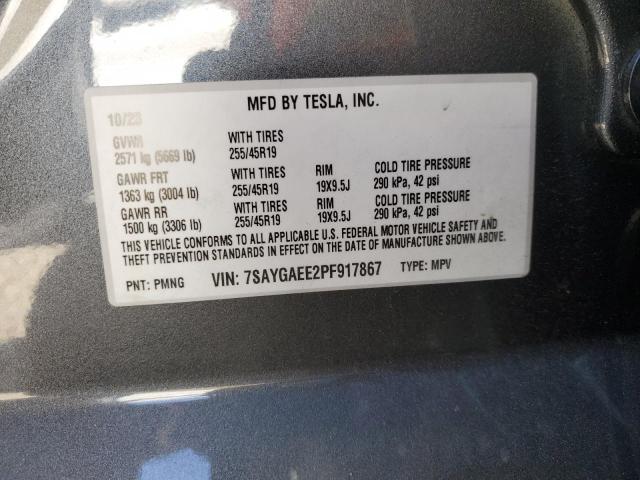 MFD BY TESLA, INC.
10/23
GVWR WITH TIRES
2571 kg (5669 lb) 255/45R19
GAWR FRT WITH TIRES RIM COLD TIRE PRESSURE
1363 kg (3004 lb) 255/45R19 19X9.5J 290 kPa, 42 psi
GAWR RR WITH TIRES RIM COLD TIRE PRESSURE
1500 kg (3306 lb) 255/45R19 19X9.5J 290 kPa, 42 psi
THIS VEHICLE CONFORMS TO ALL APPLICABLE U.S. FEDERAL MOTOR VEHICLE SAFETY AND
THEFT PREVENTION STANDARDS IN EFFECT ON THE DATE OF MANUFACTURE SHOWN ABOVE.
PNT: PMNG VIN: 7SAYGAEE2PF917867 TYPE: MPV